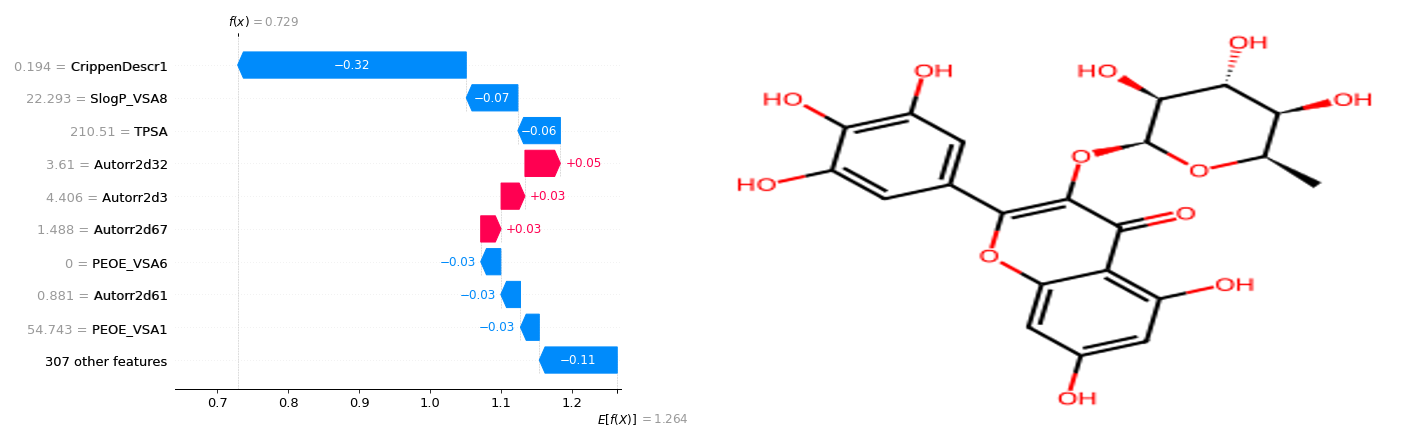 f(x) = 0.729
0.194 = CrippenDescr1
−0.32
22.293 = SlogP_VSA8
−0.07
210.51 = TPSA
−0.06
3.61 = Autorr2d32
+0.05
4.406 = Autorr2d3
+0.03
1.488 = Autorr2d67
+0.03
0 = PEOE_VSA6
−0.03
0.881 = Autorr2d61
−0.03
54.743 = PEOE_VSA1
−0.03
307 other features
−0.11
0.7 0.8 0.9 1.0 1.1 1.2
E[f(X)] = 1.264
OH
OH
HO
HO
OH
O
O
HO
O
O
OH
OH